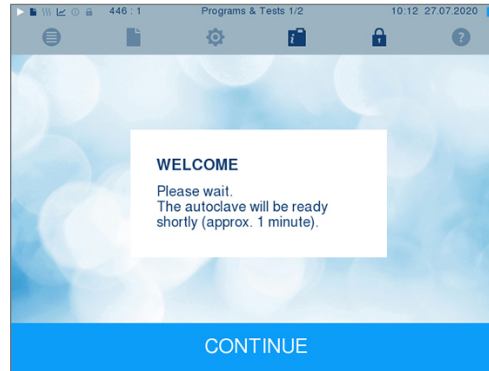 446 : 1 Programs & Tests 1/2 10:12 27.07.2020
i
?
WELCOME
Please wait.
The autoclave will be ready
shortly (approx. 1 minute).
CONTINUE